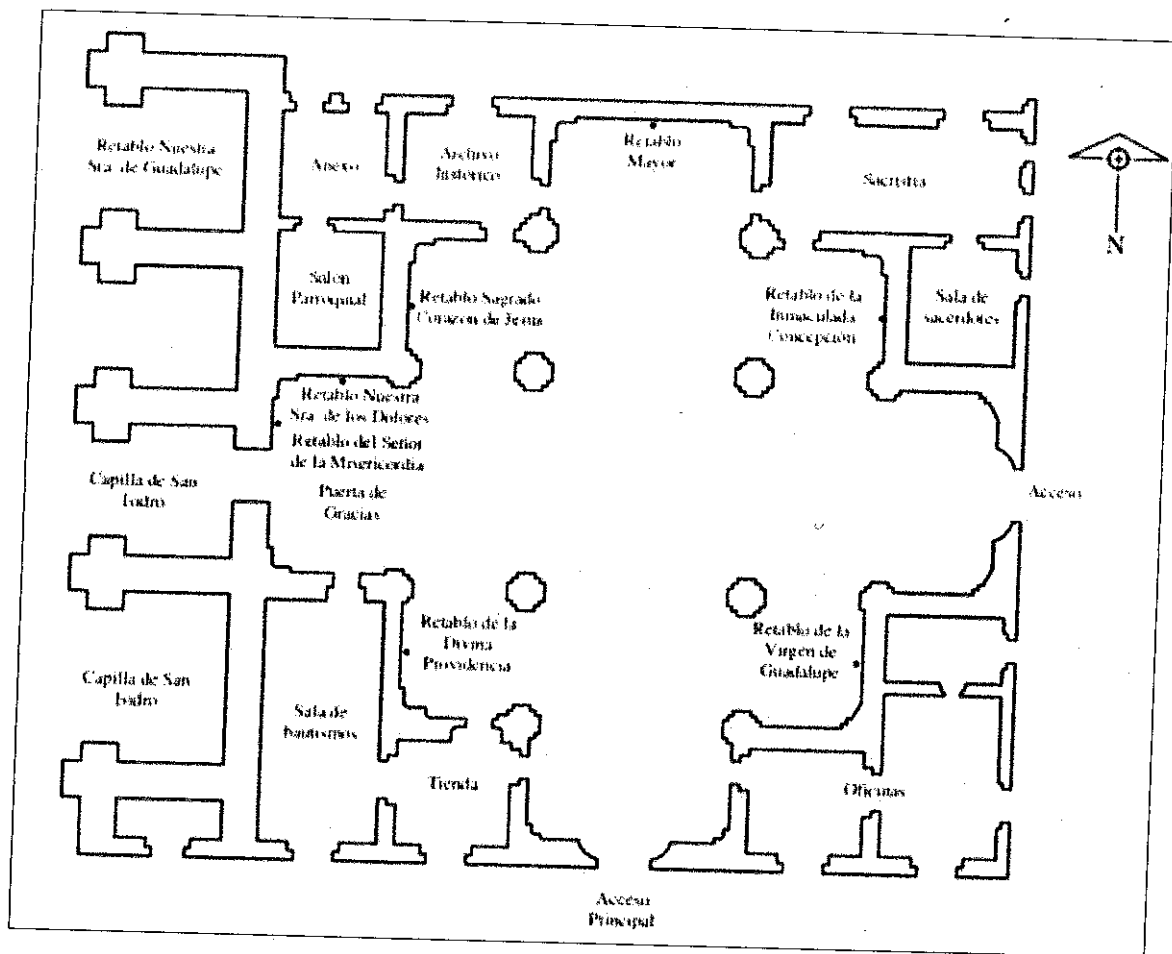 Retablo Nuestra
Sra. de Guadalupe
Anexo
Archivo
histórico
Retablo
Mayor
Sacristia
N
Salón
Parroquial
Retablo Sagrado
Corazón de Jesus
Retablo de la
Inmaculada
Concepción
Sala de
sacerdotes
Retablo Nuestra
Sra. de los Dolores
Retablo del Señor
de la Misericordia
Capilla de San
Isidro
Puerta de
Gracias
Acceso
Retablo de la
Divina
Providencia
Retablo de la
Virgén de
Guadalupe
Capilla de San
Isidro
Sala de
bautismos
Tienda
Oficinas
Acceso
Principal